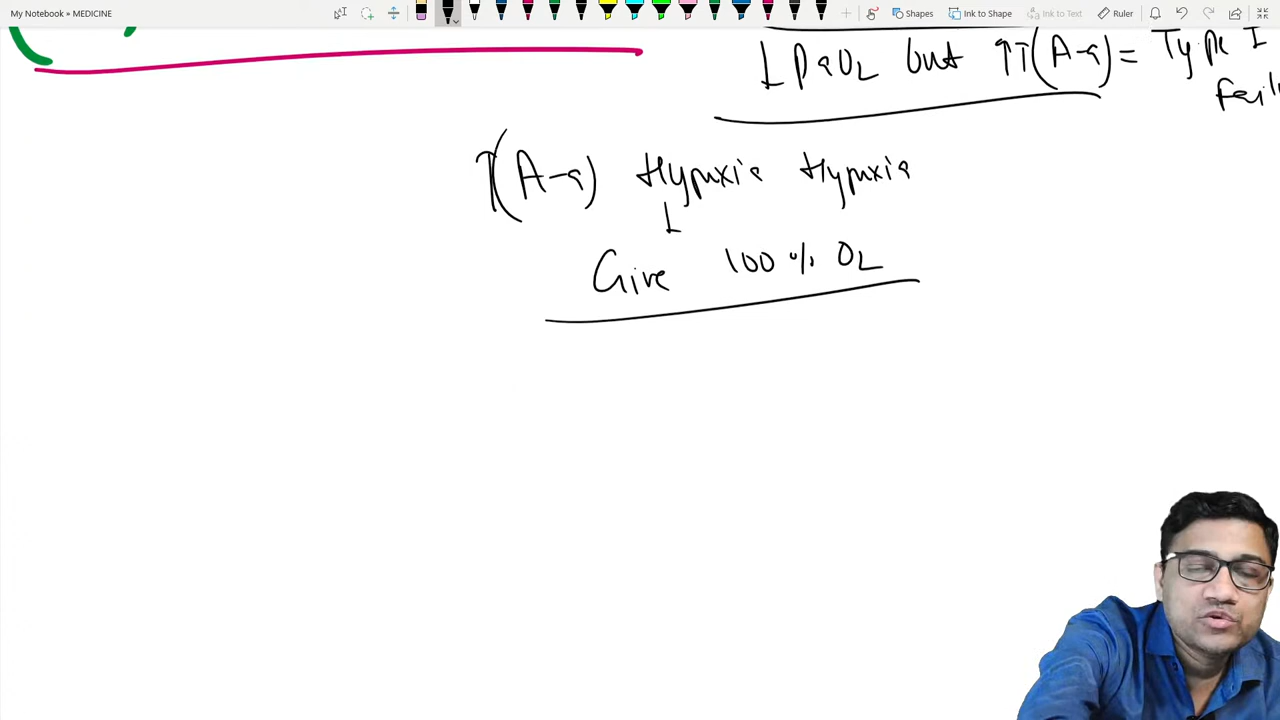 My Notebook » MEDICINE
Shapes
Ink to Shape
Ink to Text
Ruler
↓ PaO₂ but ↑↑(A-a) = Type I
↑(A-a) Hypoxic Hypoxia
↓
Give 100% O₂